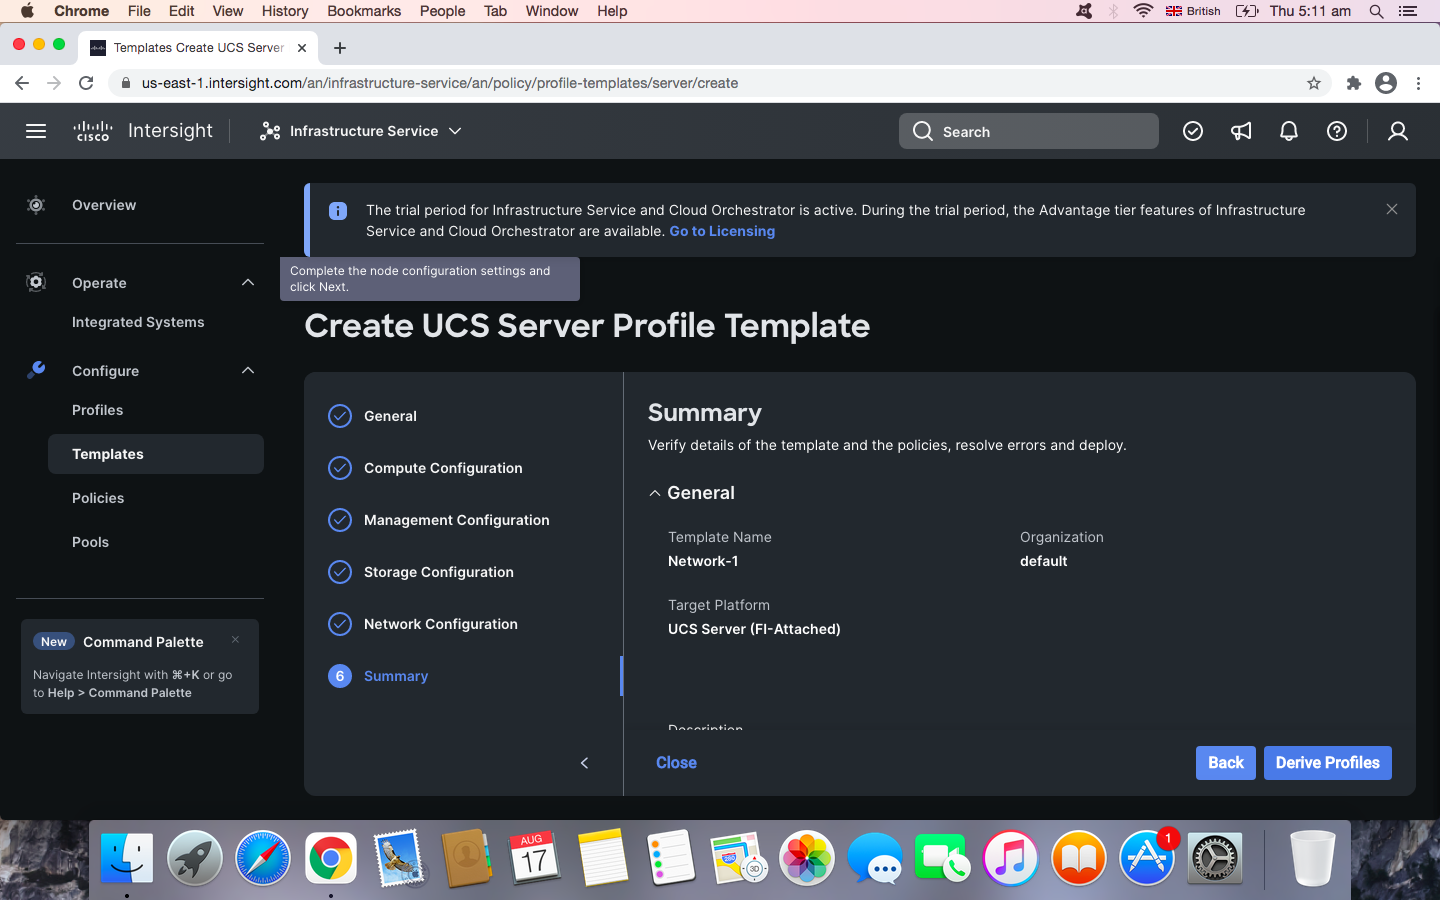 Chrome File Edit View History Bookmarks People Tab Window Help British Thu 5:11 am
Templates Create UCS Server
us-east-1.intersight.com/an/infrastructure-service/an/policy/profile-templates/server/create
cisco Intersight Infrastructure Service Search
Overview
Operate
Integrated Systems
Configure
Profiles
Templates
Policies
Pools
New Command Palette
Navigate Intersight with ⌘+K or go
to Help > Command Palette
The trial period for Infrastructure Service and Cloud Orchestrator is active. During the trial period, the Advantage tier features of Infrastructure
Service and Cloud Orchestrator are available. Go to Licensing
Complete the node configuration settings and
click Next.
Create UCS Server Profile Template
General
Compute Configuration
Management Configuration
Storage Configuration
Network Configuration
6 Summary
Summary
Verify details of the template and the policies, resolve errors and deploy.
General
Template Name
Network-1
Organization
default
Target Platform
UCS Server (FI-Attached)
Description
Close
Back
Derive Profiles
AUG
17
280
3D
1